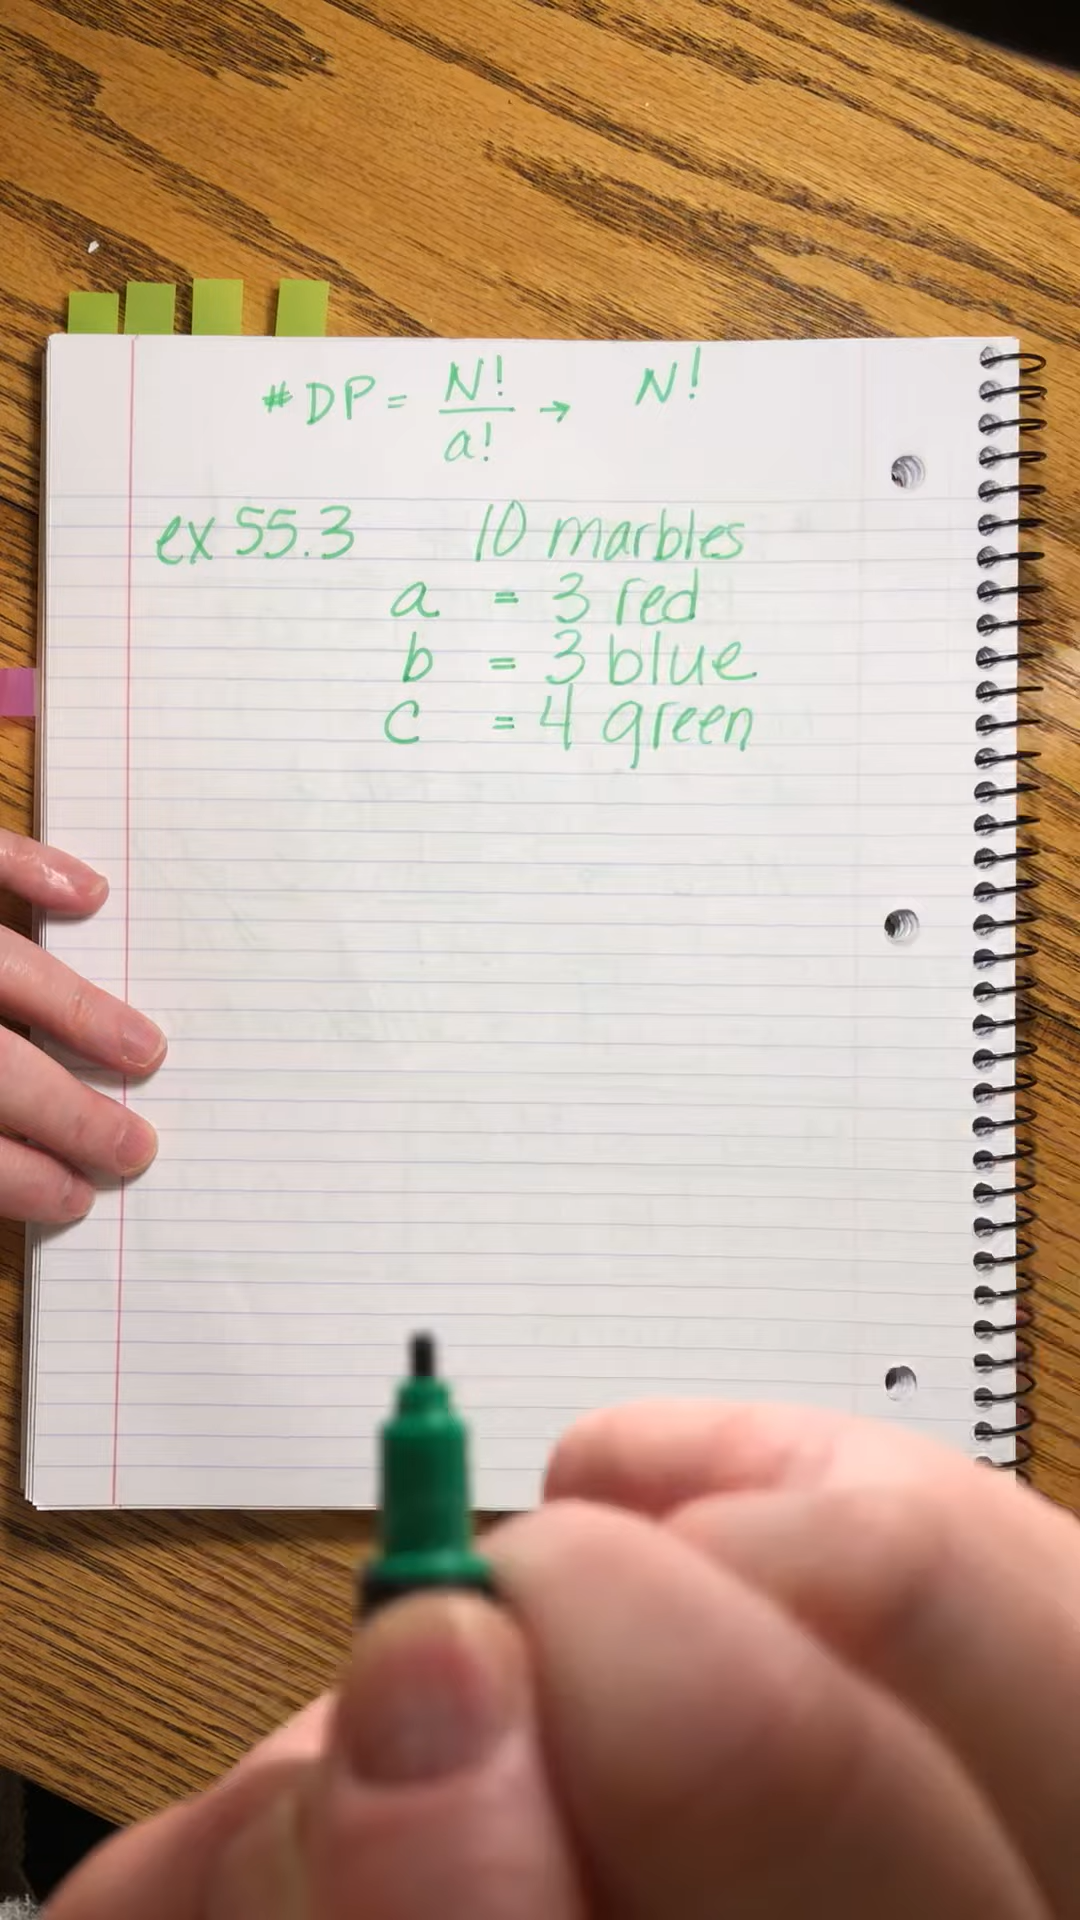 #DP = N!/a! → N!
ex 55.3 10 marbles
a = 3 red
b = 3 blue
c = 4 green